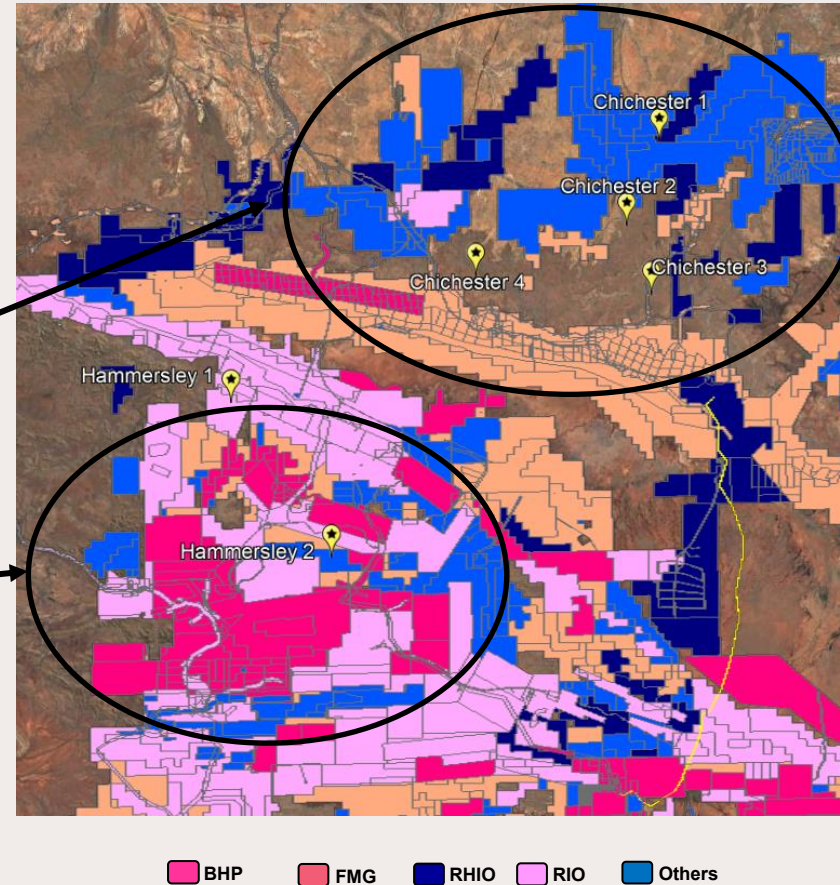 Chichester 1
Chichester 2
Chichester 3
Chichester 4
Hammersley 1
Hammersley 2
BHP FMG RHIO RIO Others